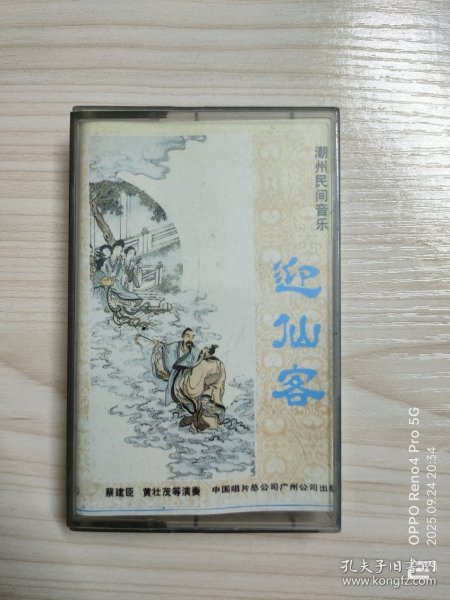 潮州民间音乐
迎仙客
蔡建臣 黄壮茂等演奏 中国唱片总公司广州公司出版
OPPO Reno4 Pro 5G
2025.09.24 20:34
孔夫子旧书网
www.kongfz.com